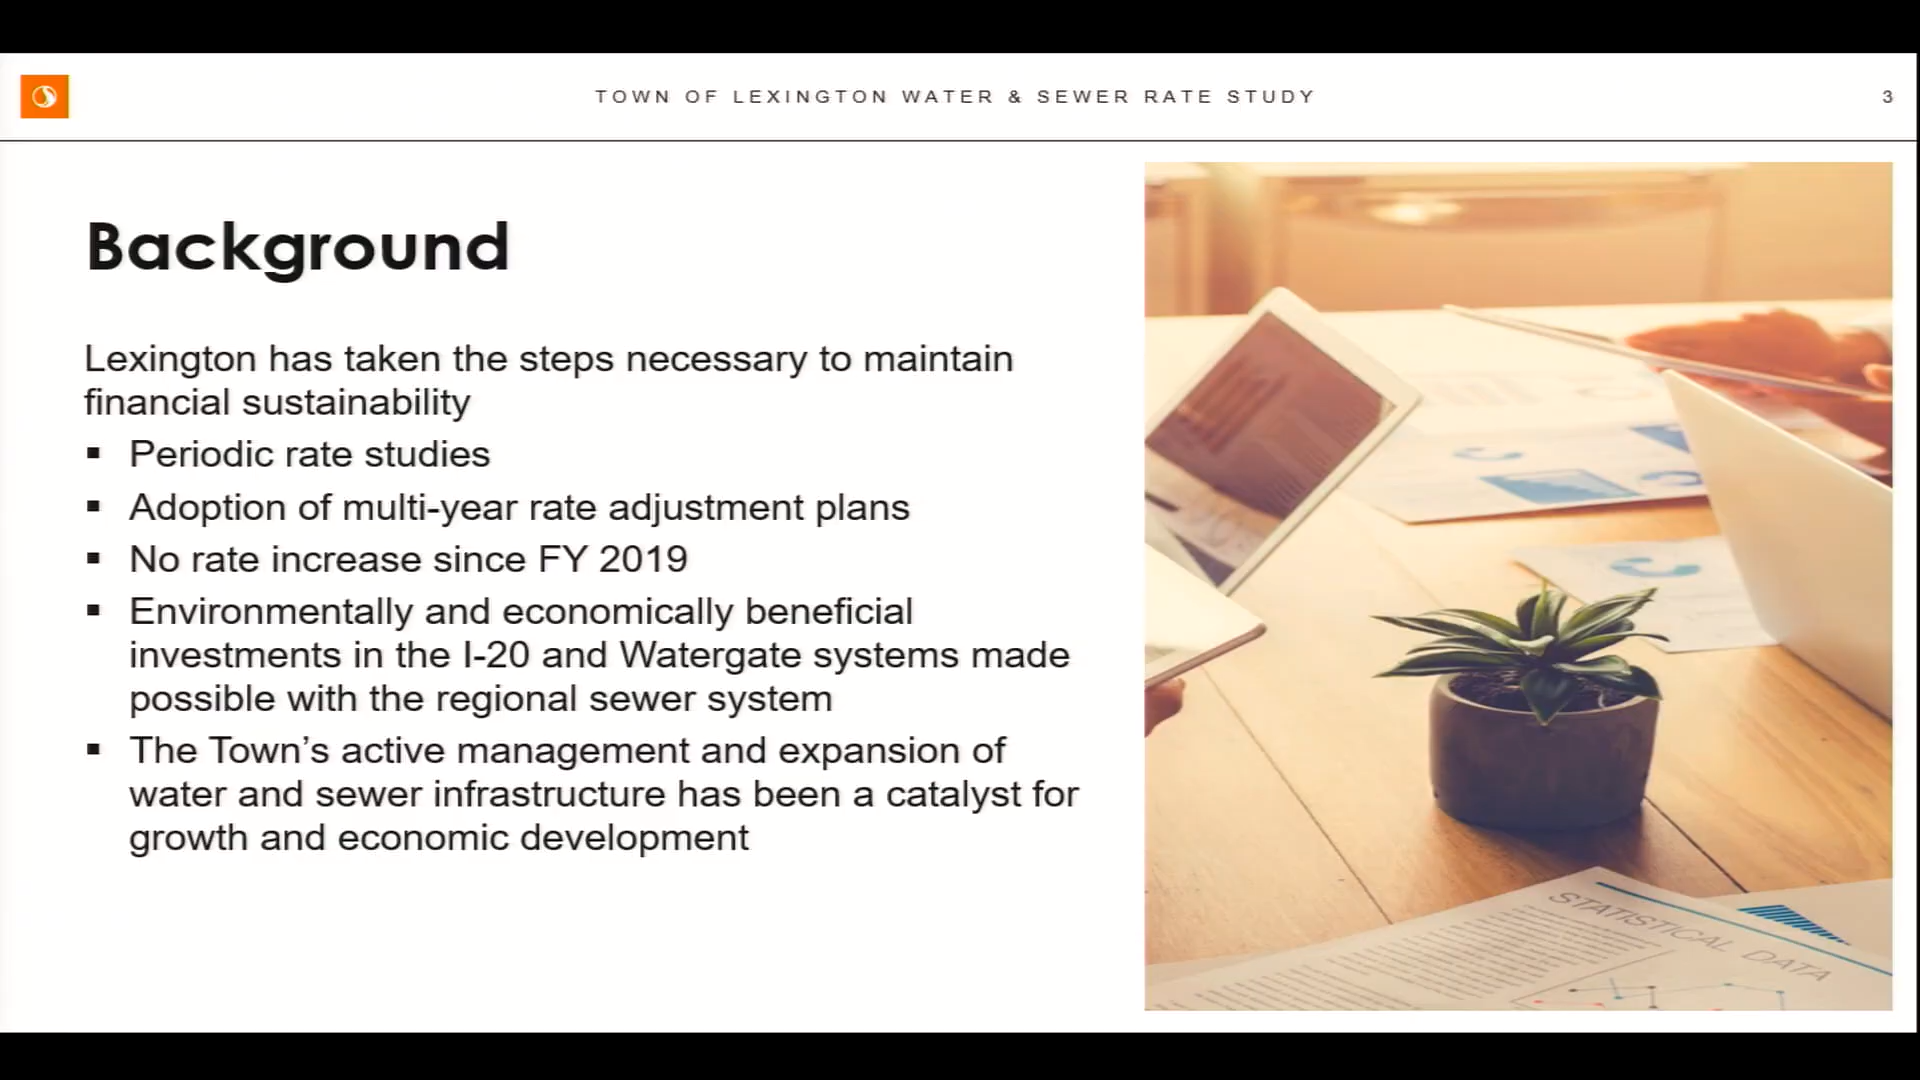 TOWN OF LEXINGTON WATER & SEWER RATE STUDY
3
Background
Lexington has taken the steps necessary to maintain
financial sustainability
▪ Periodic rate studies
▪ Adoption of multi-year rate adjustment plans
▪ No rate increase since FY 2019
▪ Environmentally and economically beneficial
investments in the I-20 and Watergate systems made
possible with the regional sewer system
▪ The Town’s active management and expansion of
water and sewer infrastructure has been a catalyst for
growth and economic development
STATISTICAL DATA